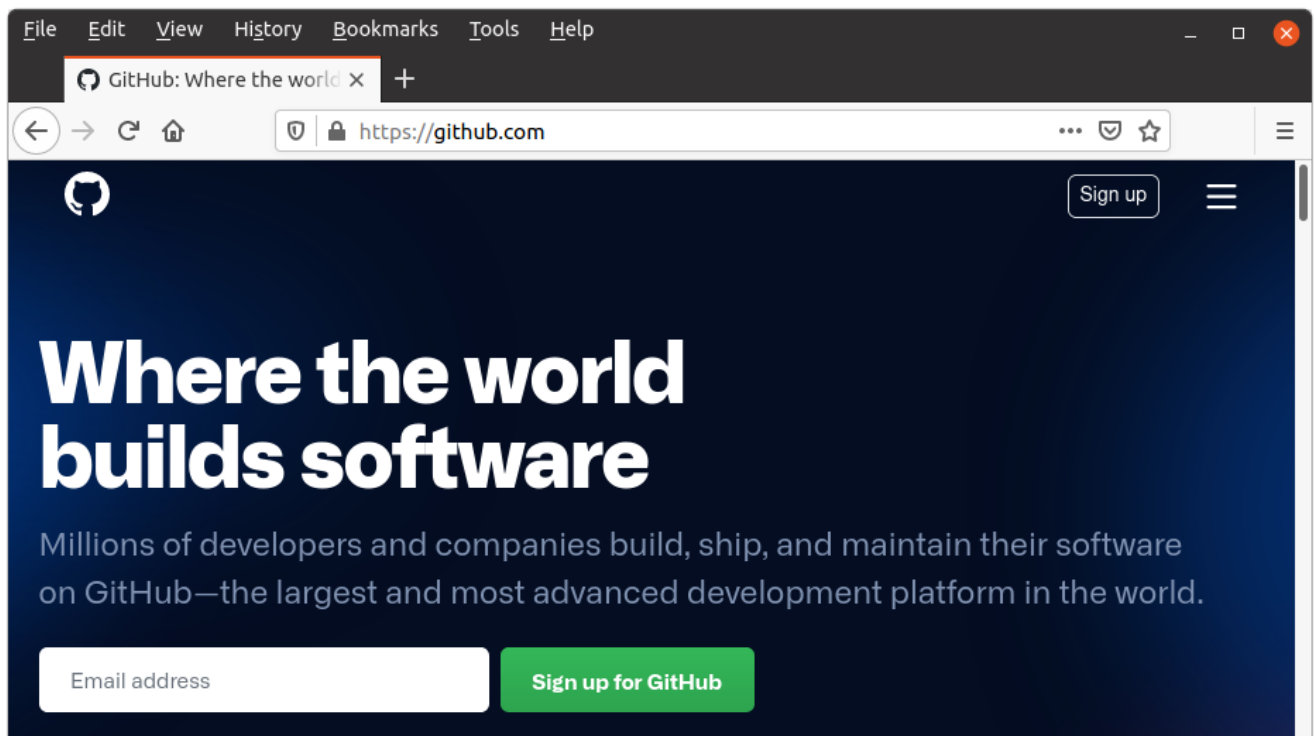 File Edit View History Bookmarks Tools Help
GitHub: Where the world
https://github.com
Sign up
Where the world
builds software
Millions of developers and companies build, ship, and maintain their software
on GitHub—the largest and most advanced development platform in the world.
Email address Sign up for GitHub